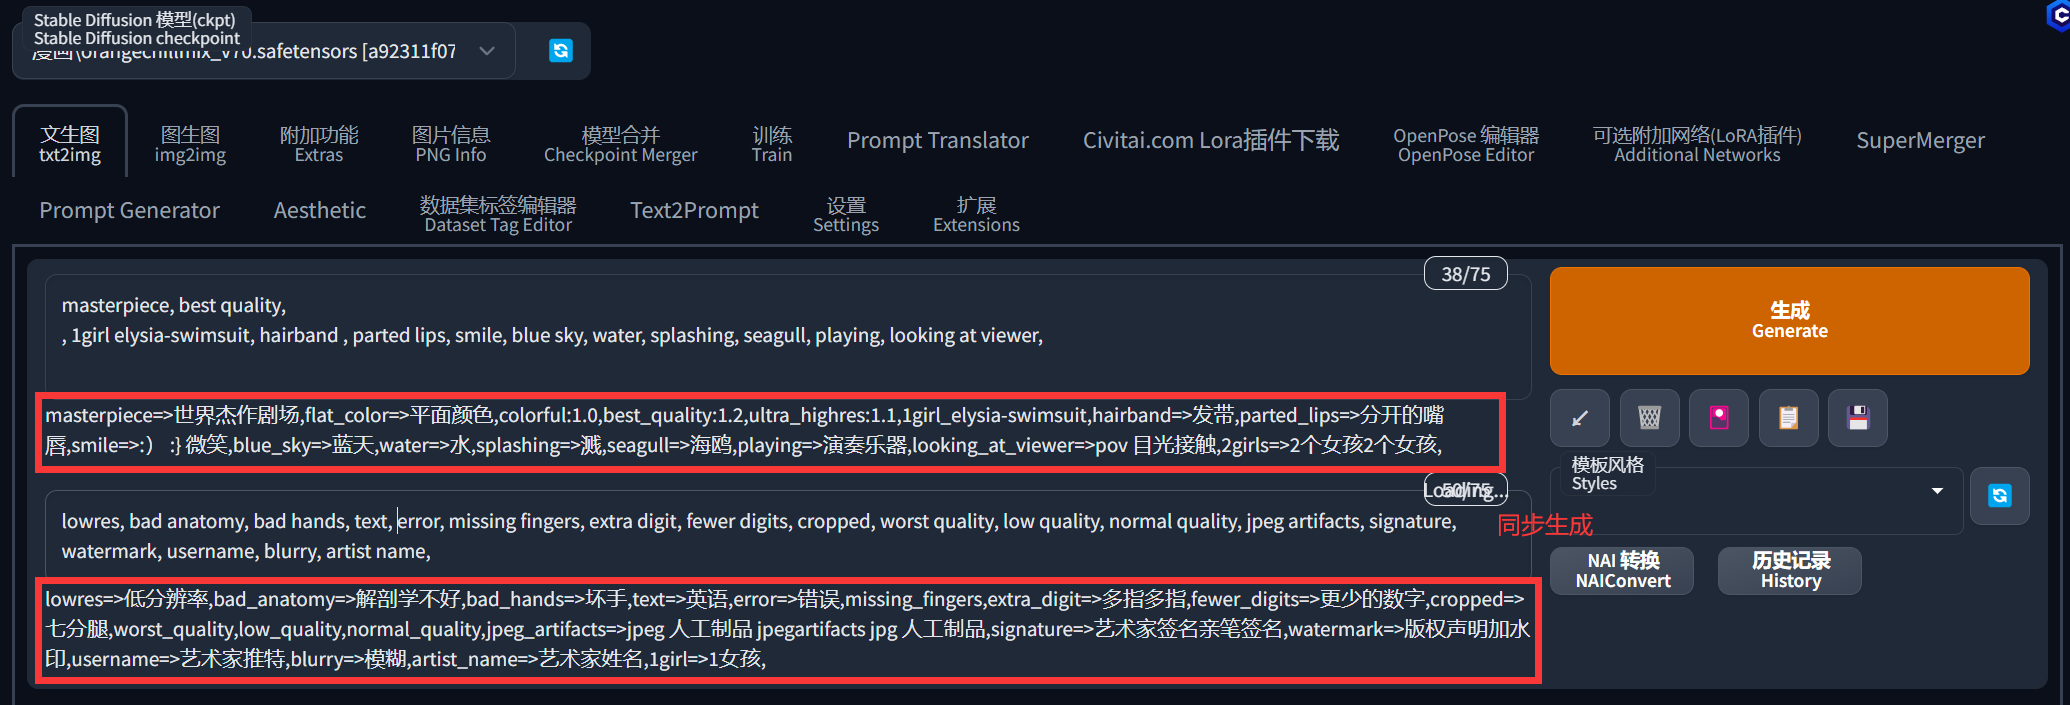 Stable Diffusion 模型(ckpt)
Stable Diffusion checkpoint
漫画\orangechillmix_v70.safetensors [a92311f07
文生图
txt2img
图生图
img2img
附加功能
Extras
图片信息
PNG Info
模型合并
Checkpoint Merger
训练
Train
Prompt Translator
Civitai.com Lora插件下载
OpenPose 编辑器
OpenPose Editor
可选附加网络(LoRA插件)
Additional Networks
SuperMerger
Prompt Generator
Aesthetic
数据集标签编辑器
Dataset Tag Editor
Text2Prompt
设置
Settings
扩展
Extensions
38/75
masterpiece, best quality,
, 1girl elysia-swimsuit, hairband , parted lips, smile, blue sky, water, splashing, seagull, playing, looking at viewer,
生成
Generate
masterpiece=>世界杰作剧场,flat_color=>平面颜色,colorful:1.0,best_quality:1.2,ultra_highres:1.1,1girl_elysia-swimsuit,hairband=>发带,parted_lips=>分开的嘴
唇,smile=>:） :} 微笑,blue_sky=>蓝天,water=>水,splashing=>溅,seagull=>海鸥,playing=>演奏乐器,looking_at_viewer=>pov 目光接触,2girls=>2个女孩2个女孩,
模板风格
Styles
50/75
Loading...
lowres, bad anatomy, bad hands, text, error, missing fingers, extra digit, fewer digits, cropped, worst quality, low quality, normal quality, jpeg artifacts, signature,
watermark, username, blurry, artist name,
同步生成
NAI 转换
NAIConvert
历史记录
History
lowres=>低分辨率,bad_anatomy=>解剖学不好,bad_hands=>坏手,text=>英语,error=>错误,missing_fingers,extra_digit=>多指多指,fewer_digits=>更少的数字,cropped=>
七分腿,worst_quality,low_quality,normal_quality,jpeg_artifacts=>jpeg 人工制品 jpegartifacts jpg 人工制品,signature=>艺术家签名亲笔签名,watermark=>版权声明加水
印,username=>艺术家推特,blurry=>模糊,artist_name=>艺术家姓名,1girl=>1女孩,